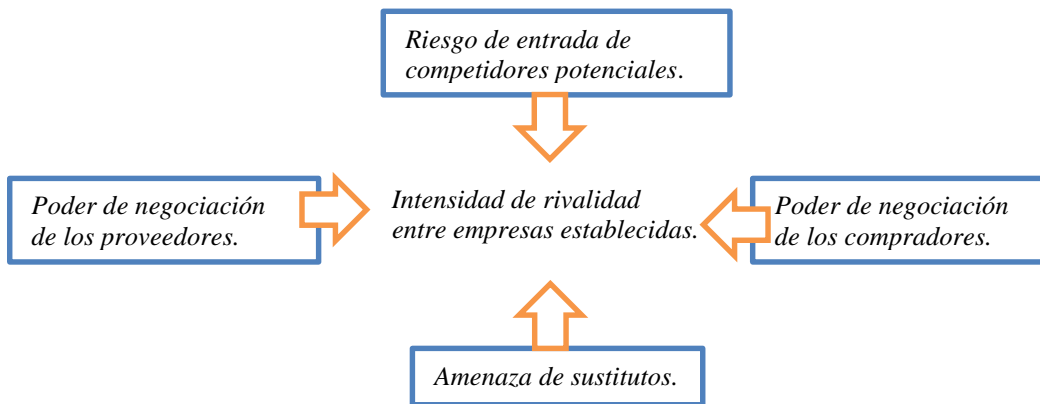 Riesgo de entrada de
competidores potenciales.
Poder de negociación
de los proveedores.
Intensidad de rivalidad
entre empresas establecidas.
Poder de negociación
de los compradores.
Amenaza de sustitutos.